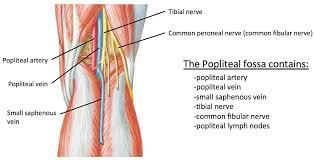 Tibial nerve
Common peroneal nerve (common fibular nerve)
Popliteal artery
Popliteal vein
Small saphenous
vein
The Popliteal fossa contains:
-popliteal artery
-popliteal vein
-small saphenous vein
-tibial nerve
-common fibular nerve
-popliteal lymph nodes